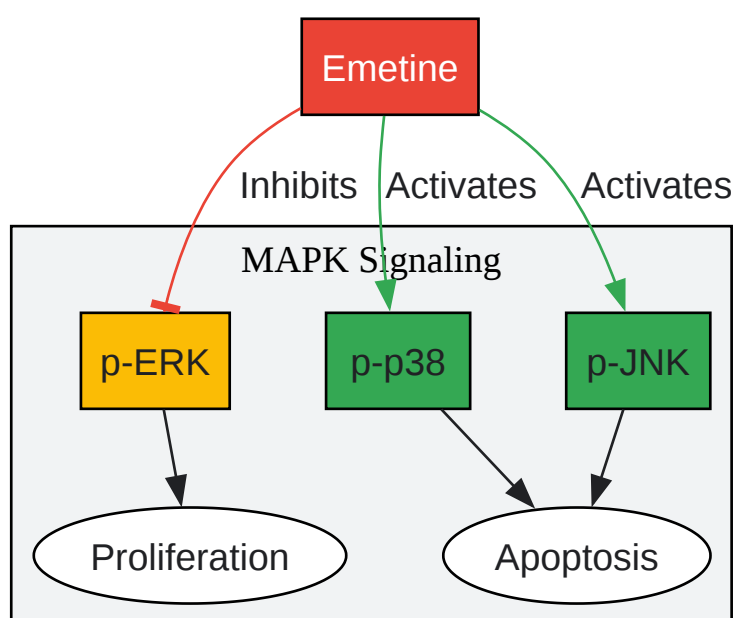 Emetine
Inhibits
Activates
Activates
MAPK Signaling
p-ERK
p-p38
p-JNK
Proliferation
Apoptosis